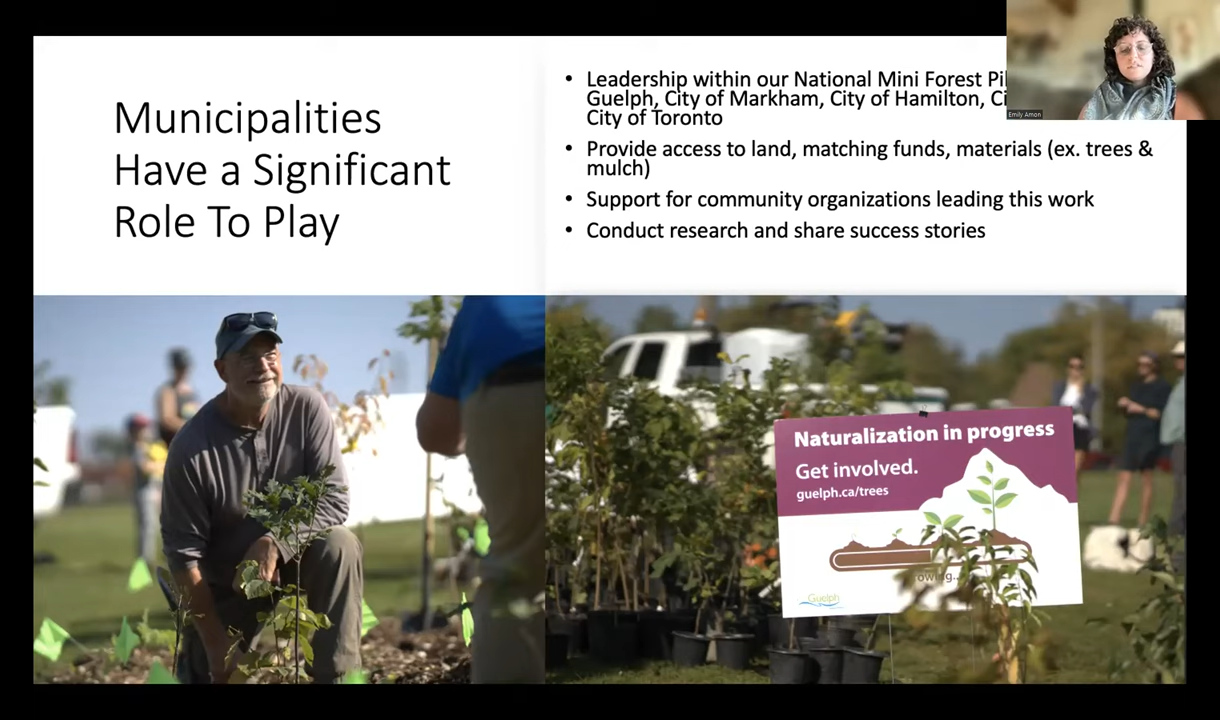 Municipalities
Have a Significant
Role To Play
• Leadership within our National Mini Forest
Guelph, City of Markham, City of Hamilton,
City of Toronto
• Provide access to land, matching funds, materials (ex. trees &
mulch)
• Support for community organizations leading this work
• Conduct research and share success stories
Emily Amon
Naturalization in progress
Get involved.
guelph.ca/trees
Guelph